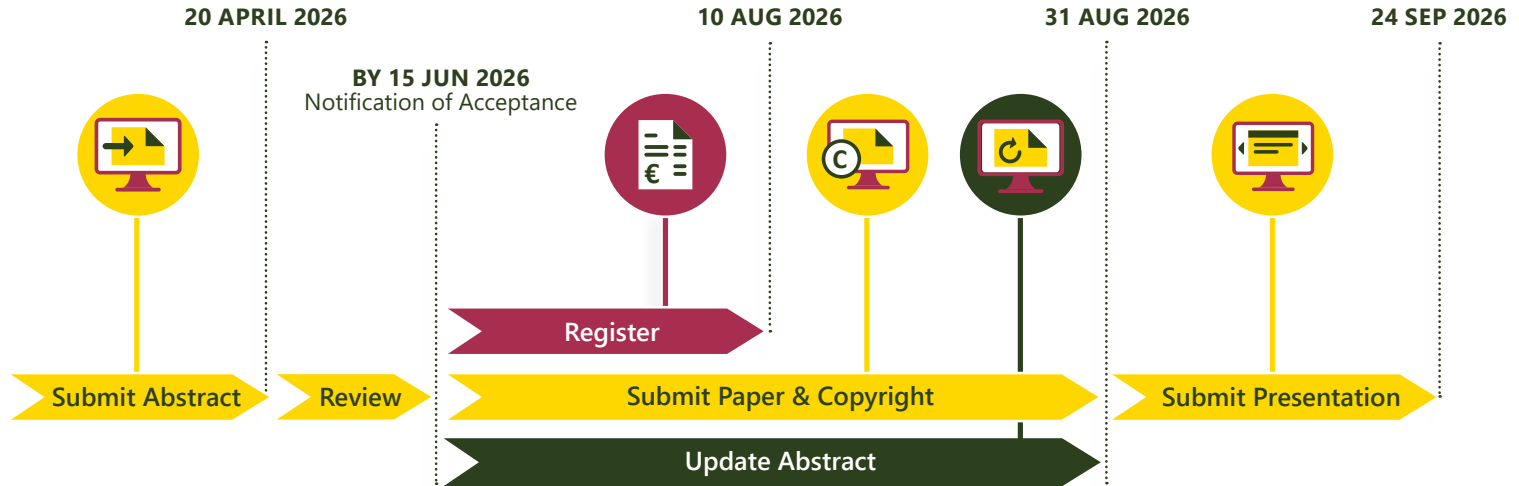 20 APRIL 2026
10 AUG 2026
31 AUG 2026
24 SEP 2026
BY 15 JUN 2026
Notification of Acceptance
€
C
Register
Submit Abstract
Review
Submit Paper & Copyright
Submit Presentation
Update Abstract